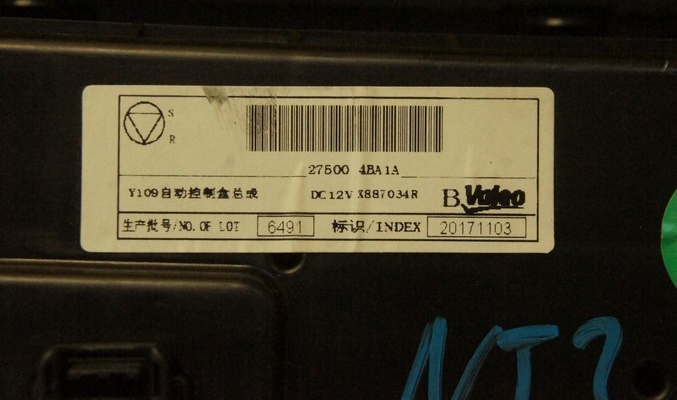 S
R
27500 4BA1A
Y109自动控制盒总成 DC12V X887034R B Valeo
生产批号/NO.OF LOT 6491 标识/INDEX 20171103